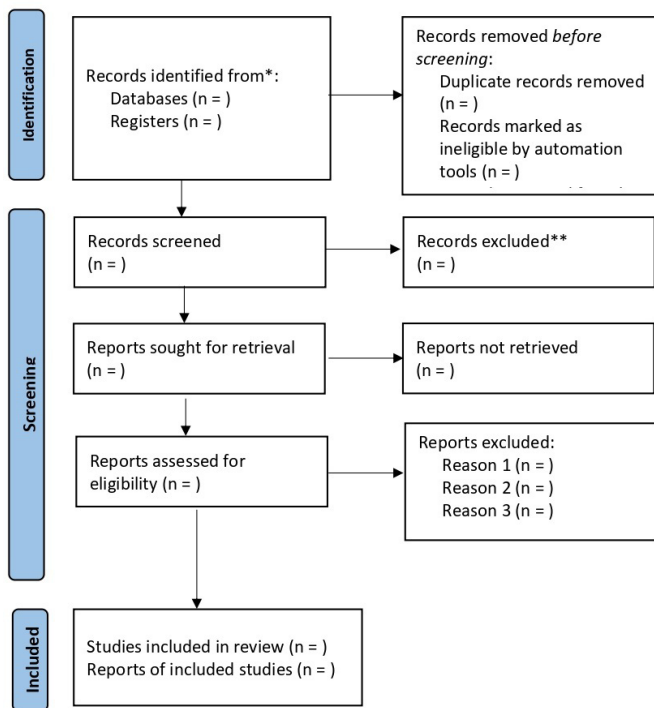 Identification
Records identified from*:
Databases (n = )
Registers (n = )
Records removed before
screening:
Duplicate records removed
(n = )
Records marked as
ineligible by automation
tools (n = )
Screening
Records screened
(n = )
Records excluded**
(n = )
Reports sought for retrieval
(n = )
Reports not retrieved
(n = )
Reports assessed for
eligibility (n = )
Reports excluded:
Reason 1 (n = )
Reason 2 (n = )
Reason 3 (n = )
Included
Studies included in review (n = )
Reports of included studies (n = )